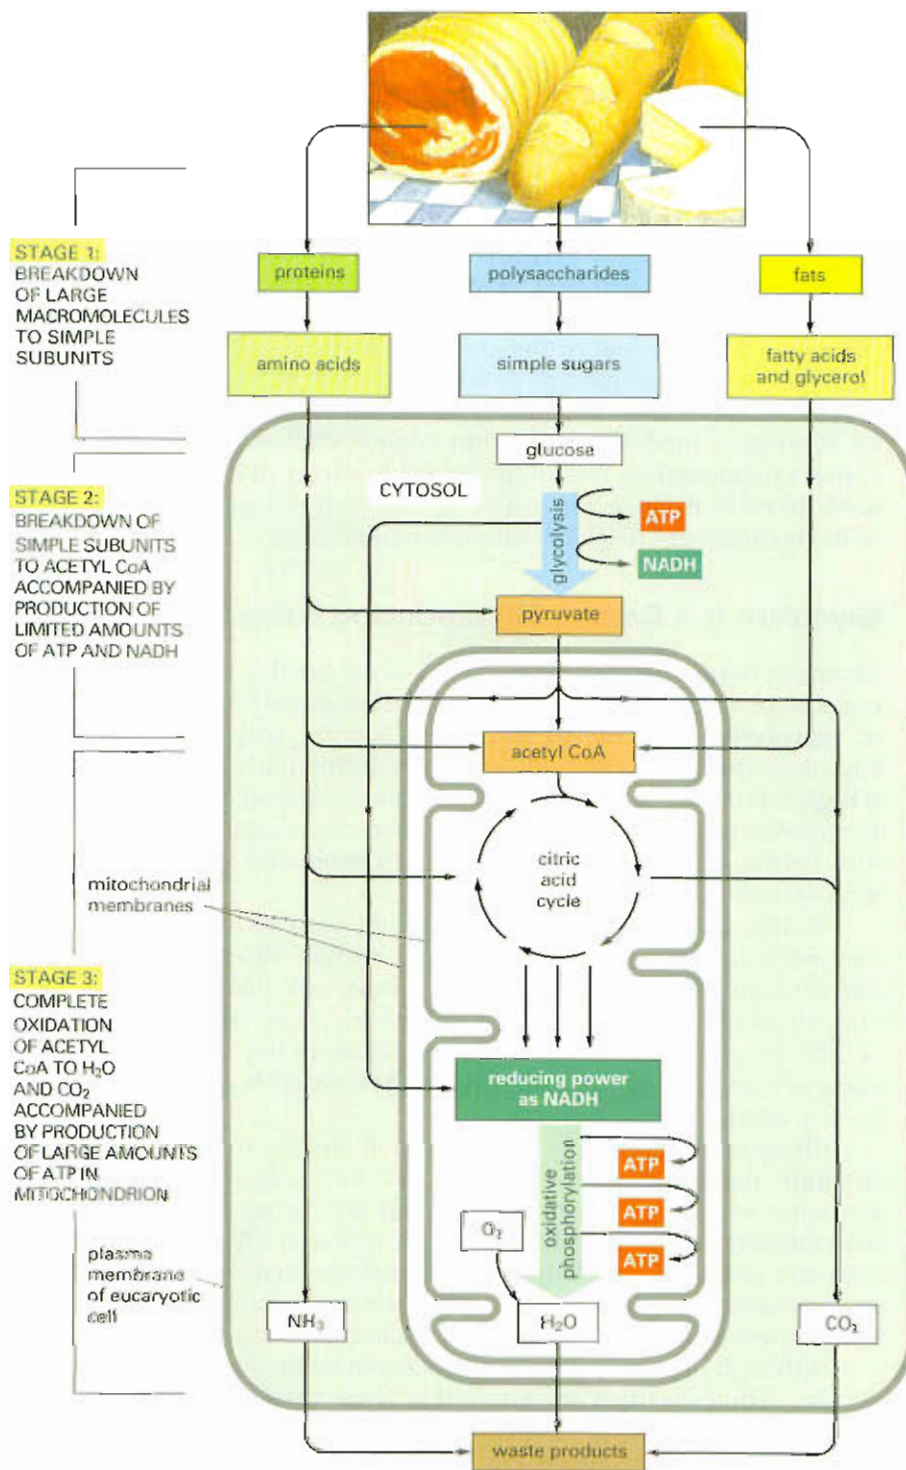 STAGE 1:
BREAKDOWN
OF LARGE
MACROMOLECULES
TO SIMPLE
SUBUNITS
proteins
polysaccharides
fats
amino acids
simple sugars
fatty acids
and glycerol
STAGE 2:
BREAKDOWN OF
SIMPLE SUBUNITS
TO ACETYL CoA
ACCOMPANIED BY
PRODUCTION OF
LIMITED AMOUNTS
OF ATP AND NADH
glucose
CYTOSOL
glycolysis
ATP
NADH
pyruvate
acetyl CoA
citric
acid
cycle
mitochondrial
membranes
STAGE 3:
COMPLETE
OXIDATION
OF ACETYL
CoA TO H₂O
AND CO₂
ACCOMPANIED
BY PRODUCTION
OF LARGE AMOUNTS
OF ATP IN
MITOCHONDRION
reducing power
as NADH
oxidative
phosphorylation
ATP
ATP
ATP
O₂
plasma
membrane
of eucaryotic
cell
NH₃
H₂O
CO₂
waste products